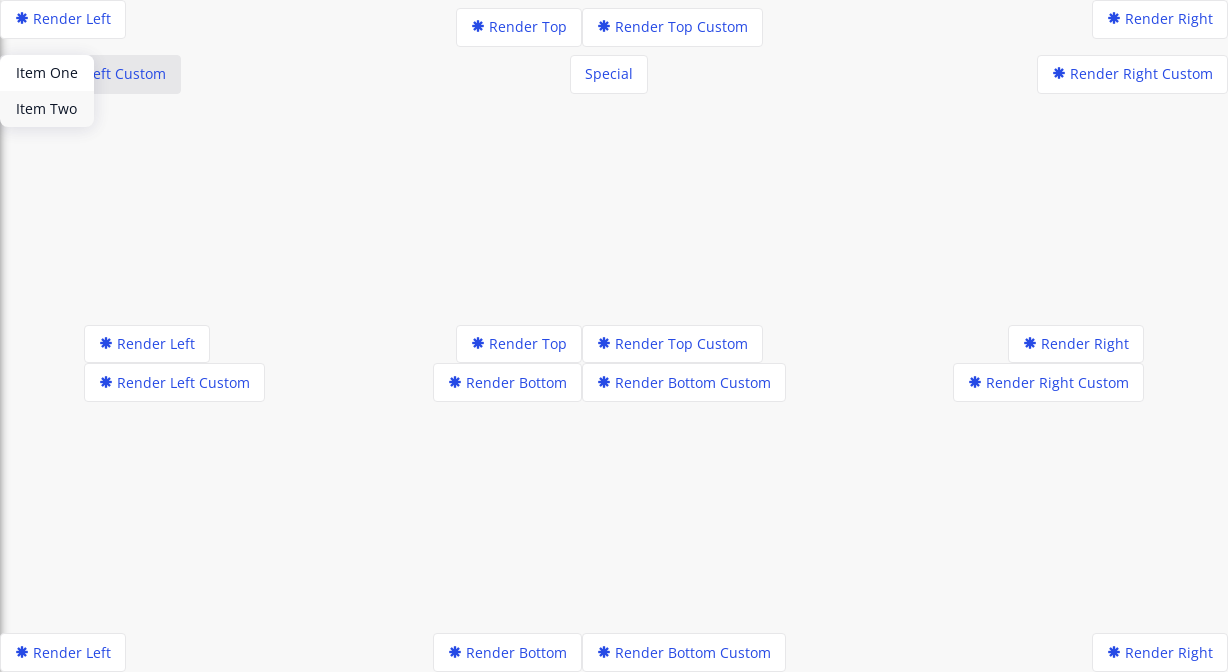 Render Left
Render Top
Render Top Custom
Render Right
Item One
eft Custom
Special
Render Right Custom
Item Two
Render Left
Render Top
Render Top Custom
Render Right
Render Left Custom
Render Bottom
Render Bottom Custom
Render Right Custom
Render Left
Render Bottom
Render Bottom Custom
Render Right